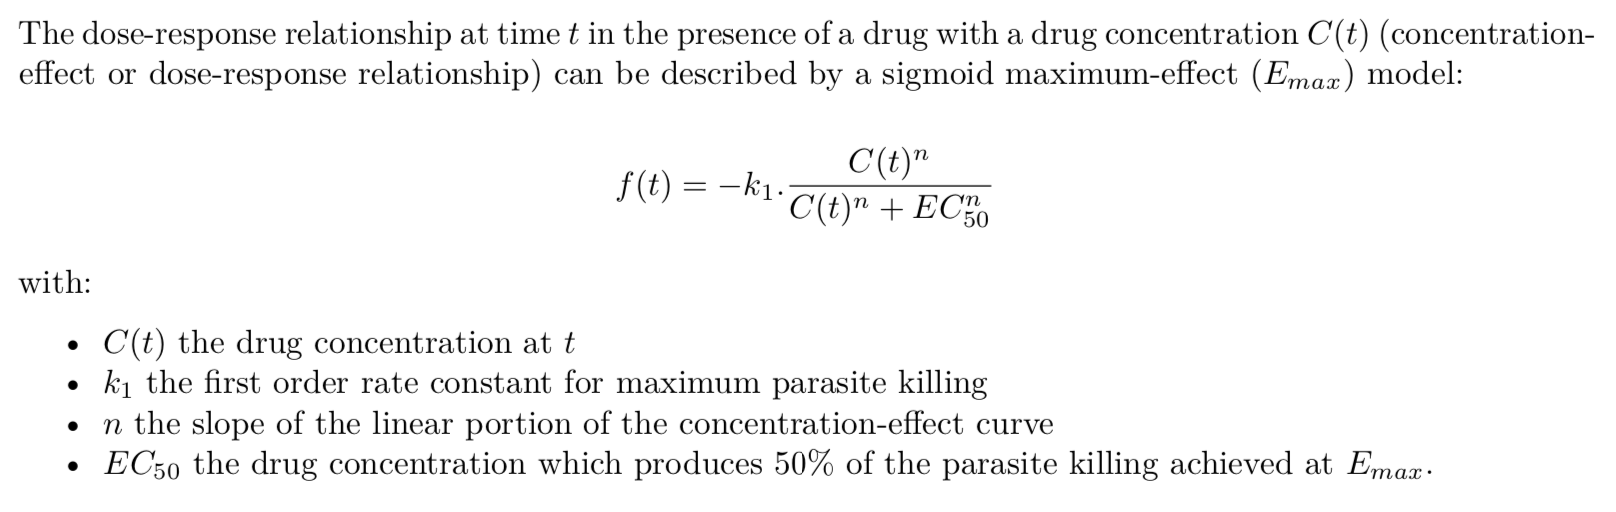 The dose-response relationship at time t in the presence of a drug with a drug concentration C(t) (concentration-
effect or dose-response relationship) can be described by a sigmoid maximum-effect (E_{max}) model:
f(t) = -k_1 . \frac{C(t)^n}{C(t)^n + EC_{50}^n}
with:
• C(t) the drug concentration at t
• k_1 the first order rate constant for maximum parasite killing
• n the slope of the linear portion of the concentration-effect curve
• EC_{50} the drug concentration which produces 50% of the parasite killing achieved at E_{max}.